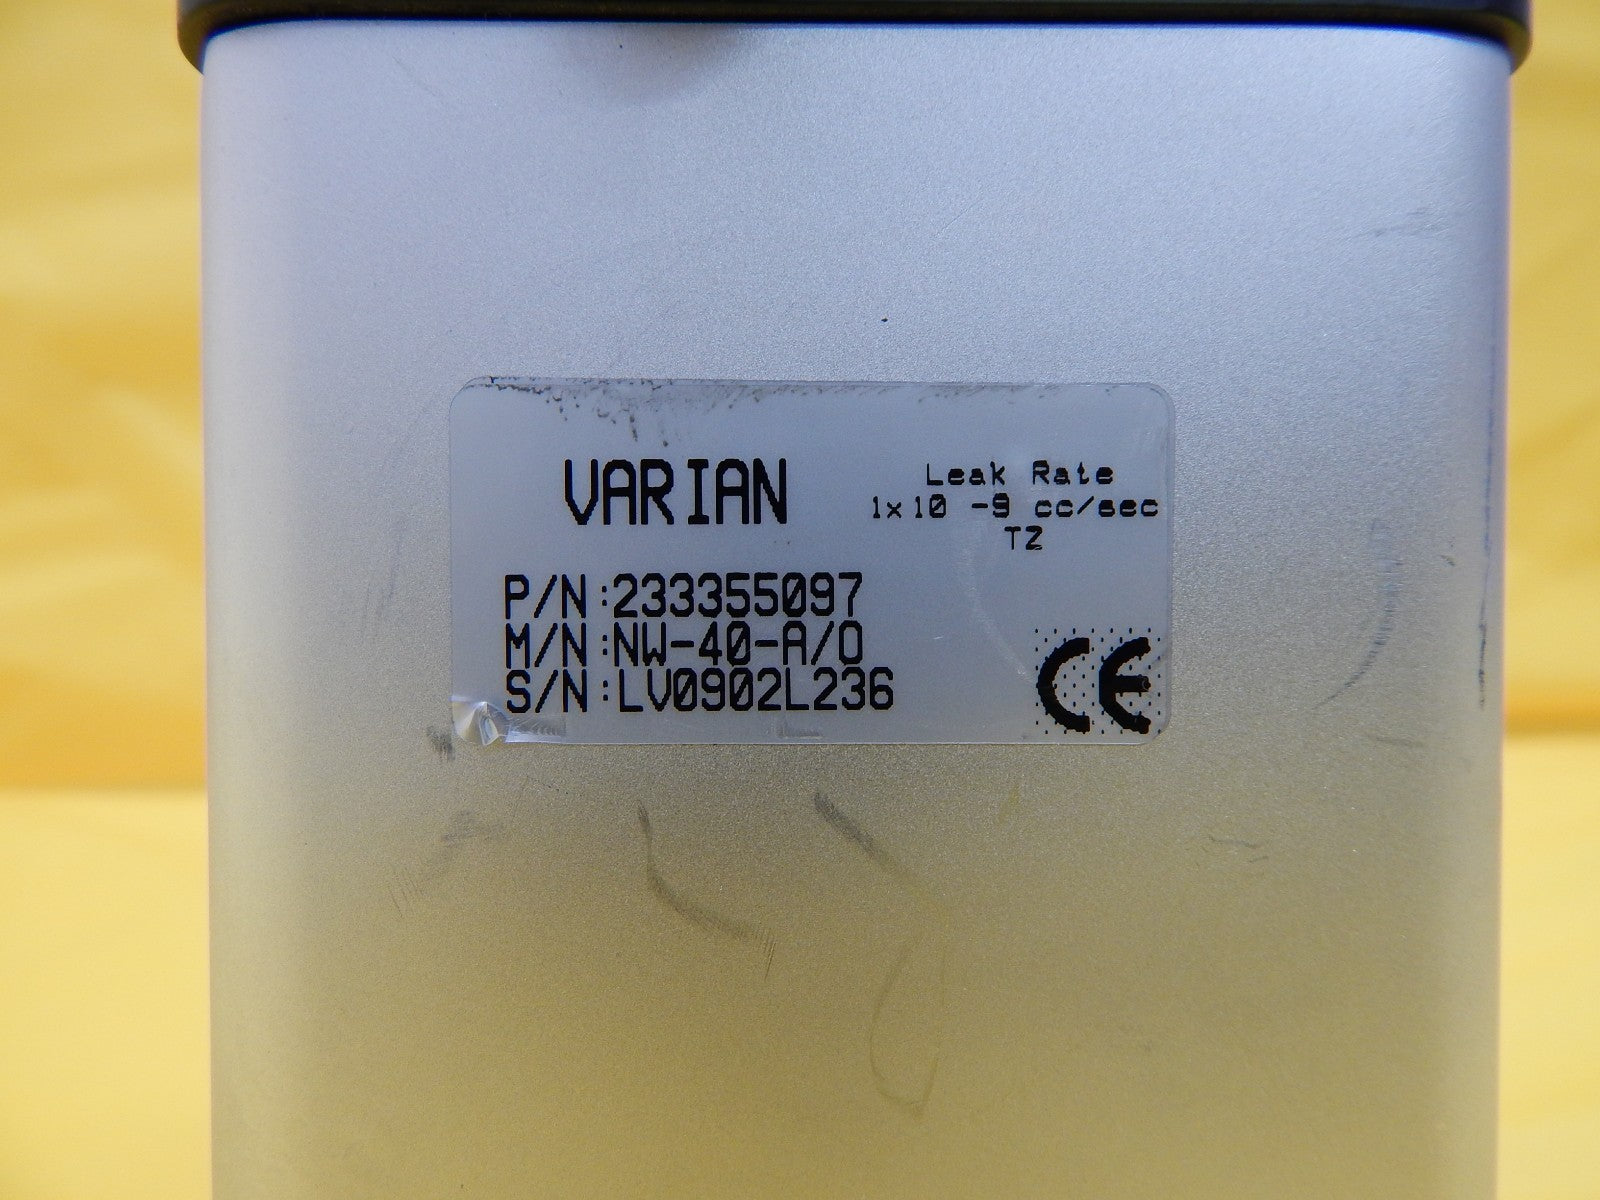 VARIAN
Leak Rate
1x10 -9 cc/sec
TZ
P/N:233355097
M/N:NW-40-A/O
S/N:LV0902L236
CE